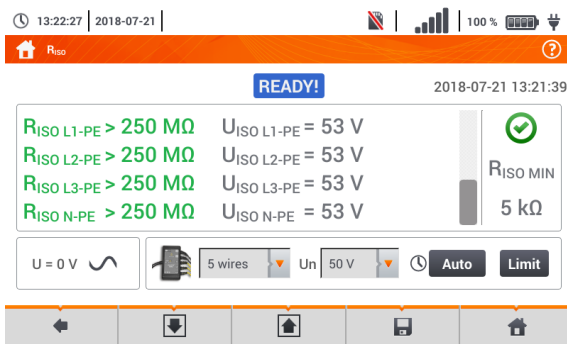 13:22:27 2018-07-21 100 %
RISO ?
READY! 2018-07-21 13:21:39
RISO L1-PE > 250 MΩ UISO L1-PE = 53 V
RISO L2-PE > 250 MΩ UISO L2-PE = 53 V
RISO L3-PE > 250 MΩ UISO L3-PE = 53 V
RISO N-PE > 250 MΩ UISO N-PE = 53 V
RISO MIN
5 kΩ
U = 0 V 5 wires Un 50 V Auto Limit